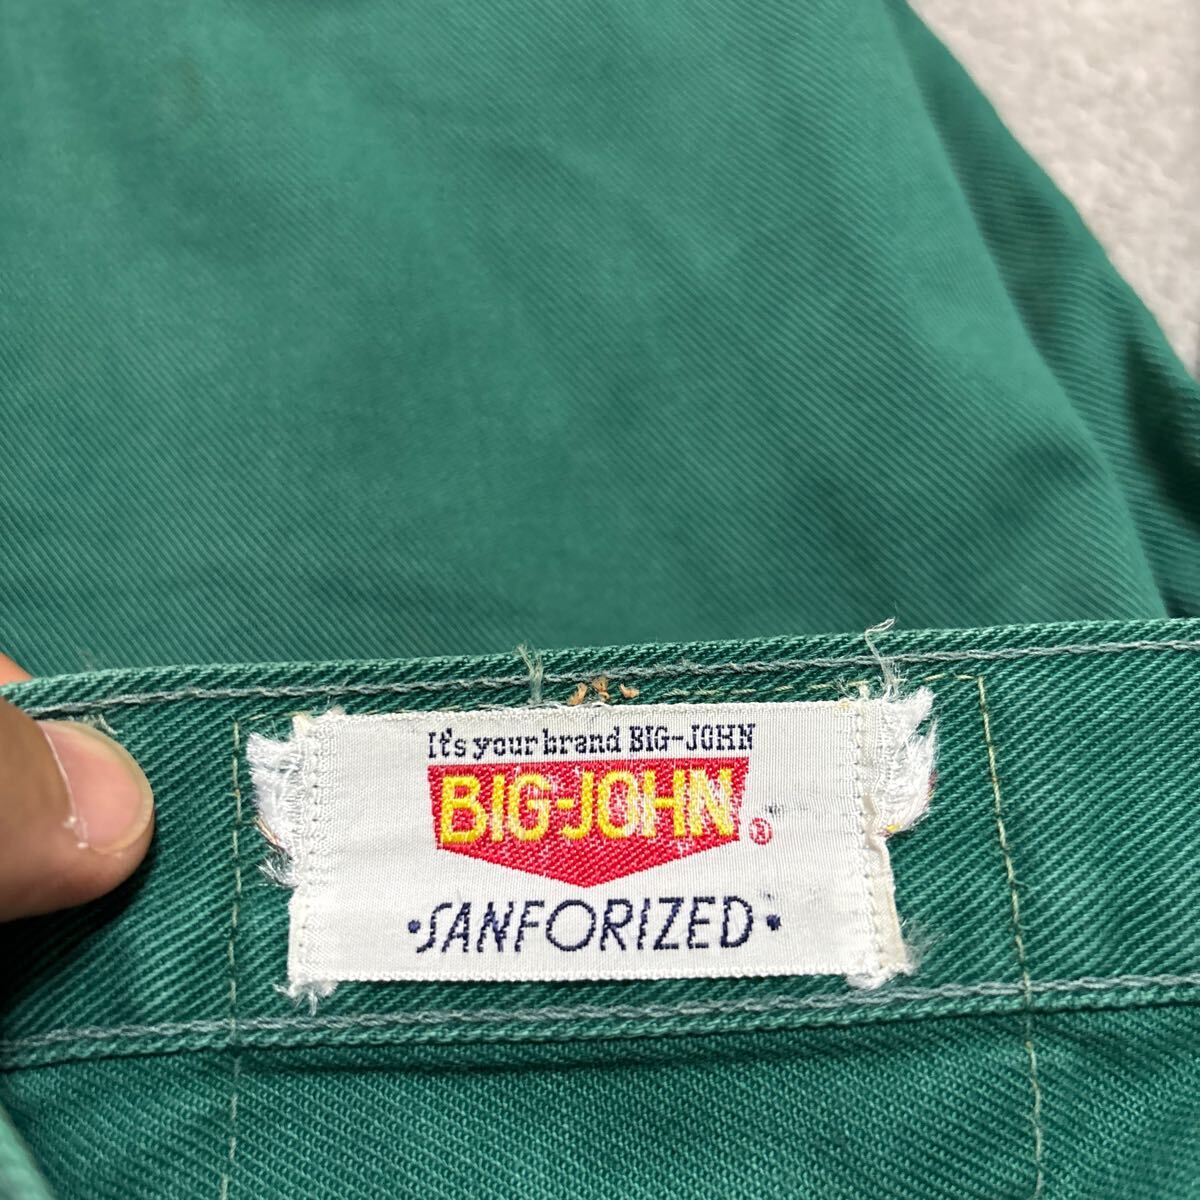 It's your brand BIG-JOHN
BIG-JOHN ®
·SANFORIZED·